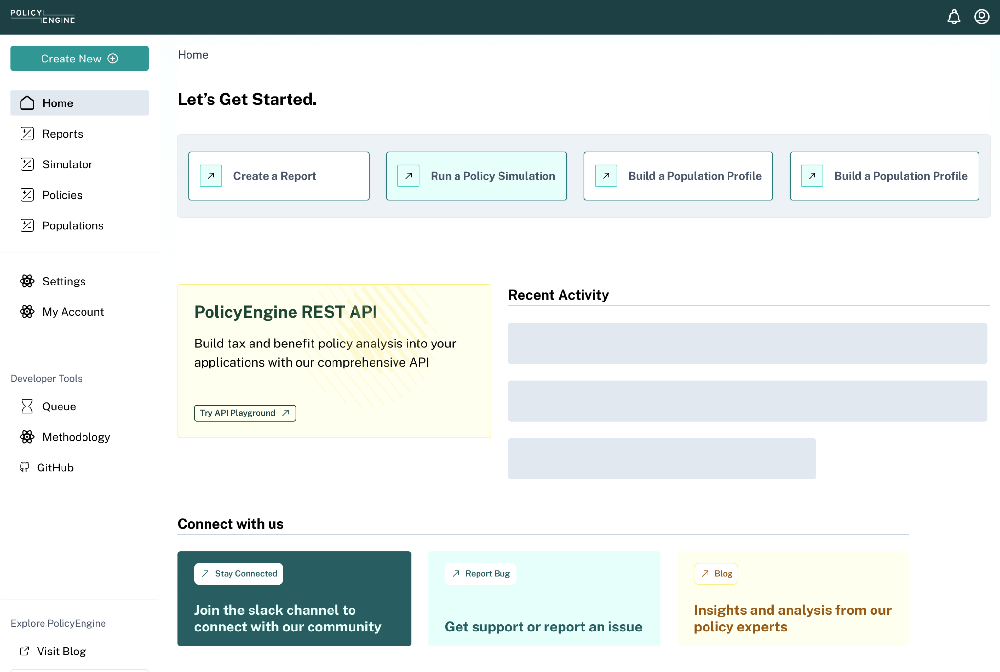 POLICY
ENGINE
Create New
Home
Reports
Simulator
Policies
Populations
Settings
My Account
Developer Tools
Queue
Methodology
GitHub
Explore PolicyEngine
Visit Blog
Home
Let’s Get Started.
Create a Report
Run a Policy Simulation
Build a Population Profile
Build a Population Profile
PolicyEngine REST API
Build tax and benefit policy analysis into your
applications with our comprehensive API
Try API Playground
Recent Activity
Connect with us
Stay Connected
Join the slack channel to
connect with our community
Report Bug
Get support or report an issue
Blog
Insights and analysis from our
policy experts